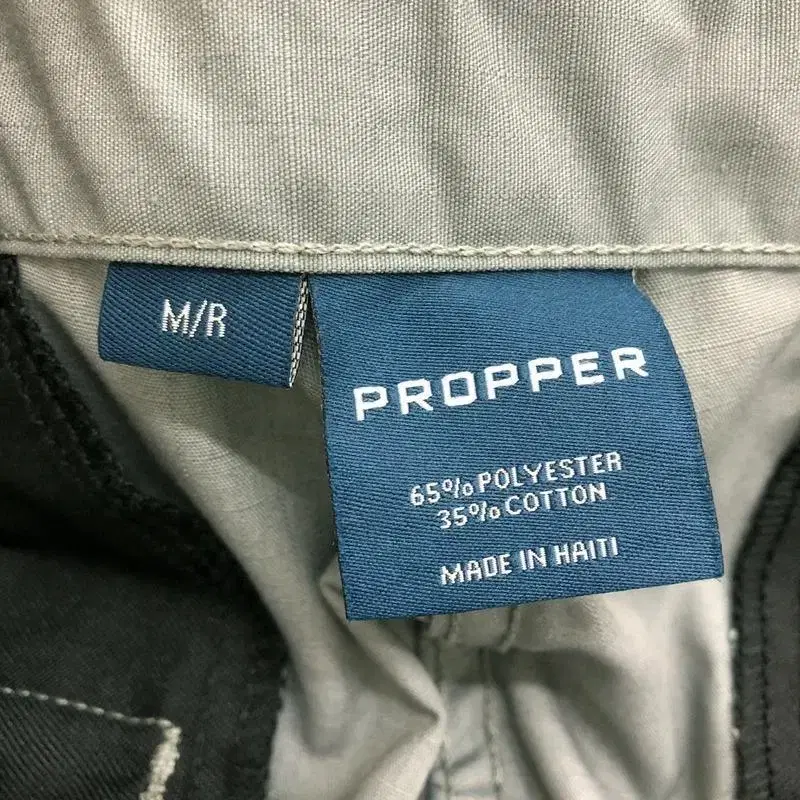 M/R
PROPPER
65% POLYESTER
35% COTTON
MADE IN HAITI